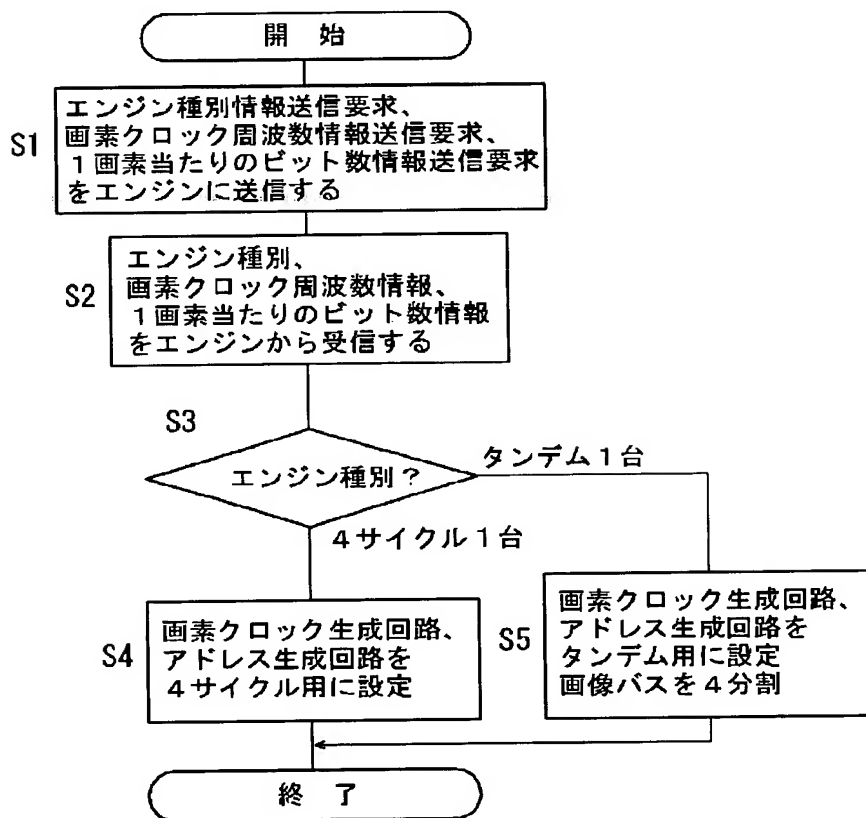 開 始
S1
エンジン種別情報送信要求、
画素クロック周波数情報送信要求、
１画素当たりのビット数情報送信要求
をエンジンに送信する
S2
エンジン種別、
画素クロック周波数情報、
１画素当たりのビット数情報
をエンジンから受信する
S3
エンジン種別？
タンデム１台
４サイクル１台
S4
画素クロック生成回路、
アドレス生成回路を
４サイクル用に設定
S5
画素クロック生成回路、
アドレス生成回路を
タンデム用に設定
画像バスを４分割
終 了